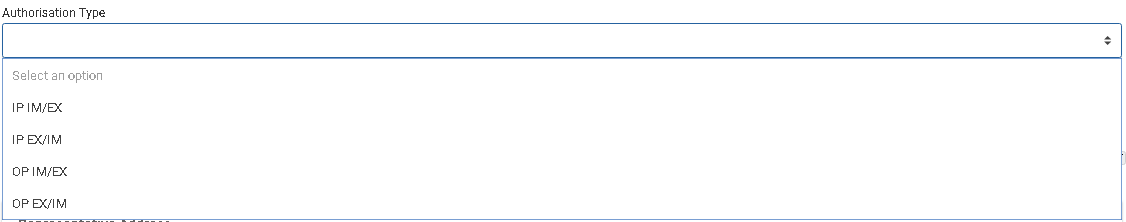 Authorisation Type
Select an option
IP IM/EX
IP EX/IM
OP IM/EX
OP EX/IM